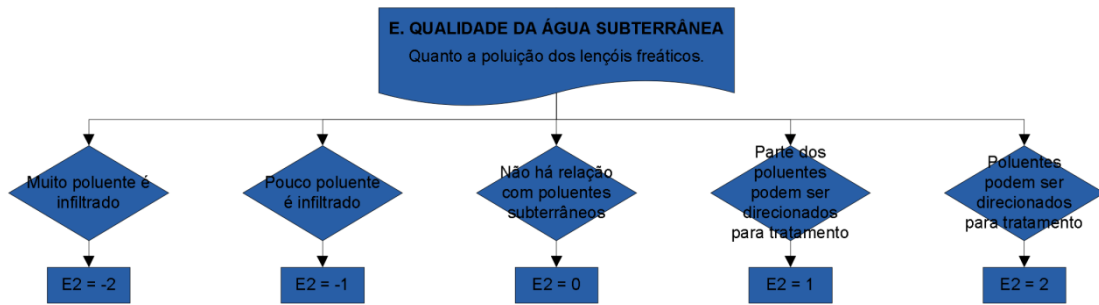 E. QUALIDADE DA ÁGUA SUBTERRÂNEA
Quanto a poluição dos lençóis freáticos.
Muito poluente é
infiltrado
Pouco poluente
é infiltrado
Não há relação
com poluentes
subterrâneos
Parte dos
poluentes
podem ser
direcionados
para tratamento
Poluentes
podem ser
direcionados
para tratamento
E2 = -2
E2 = -1
E2 = 0
E2 = 1
E2 = 2